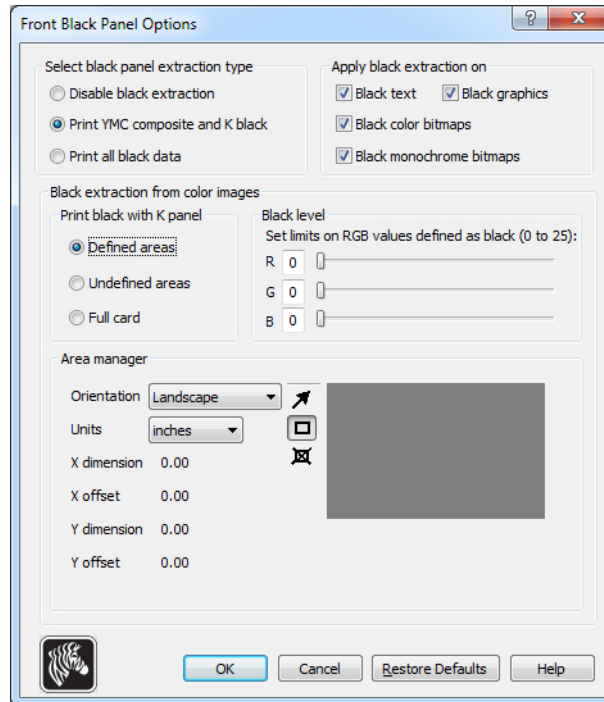 Front Black Panel Options
Select black panel extraction type
Disable black extraction
Print YMC composite and K black
Print all black data
Apply black extraction on
Black text Black graphics
Black color bitmaps
Black monochrome bitmaps
Black extraction from color images
Print black with K panel
Defined areas
Undefined areas
Full card
Black level
Set limits on RGB values defined as black (0 to 25):
R 0
G 0
B 0
Area manager
Orientation Landscape
Units inches
X dimension 0.00
X offset 0.00
Y dimension 0.00
Y offset 0.00
OK Cancel Restore Defaults Help